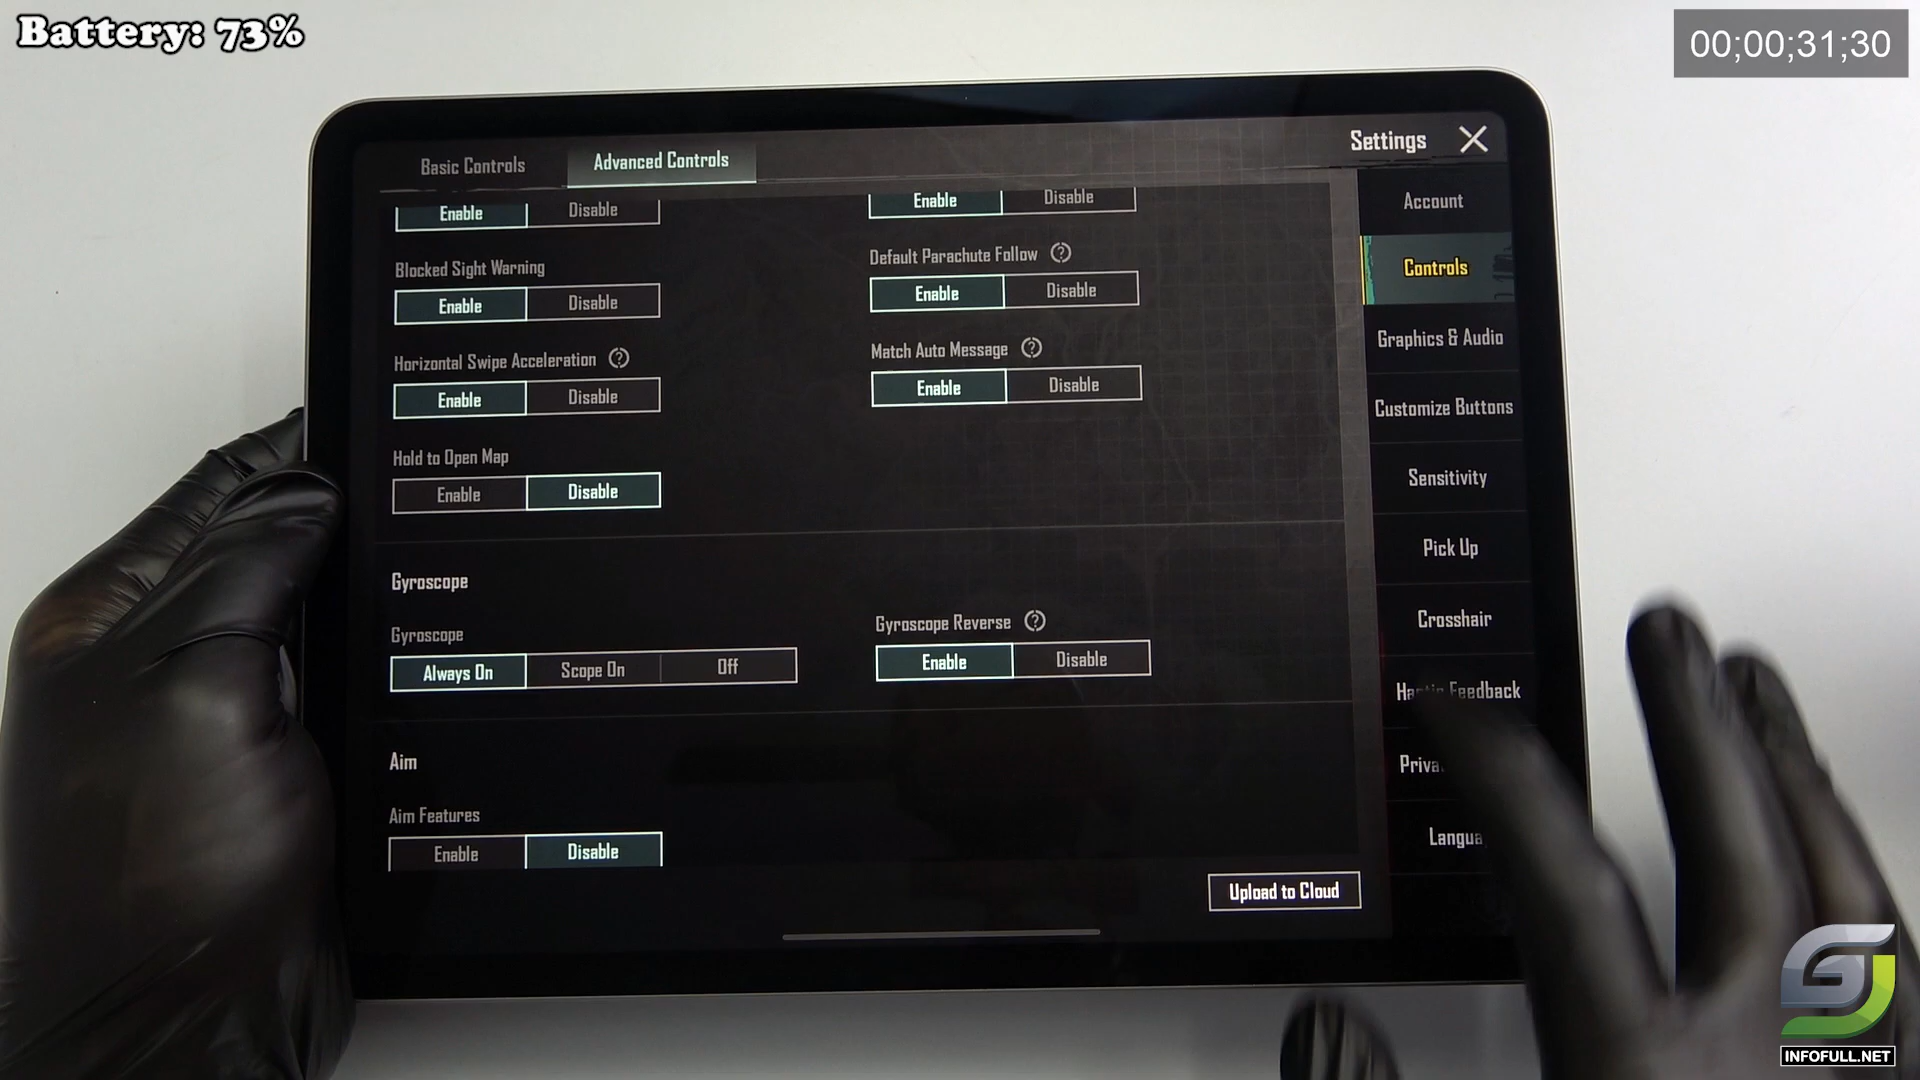 Battery: 73%
00;00;31;30
Settings
Basic Controls
Advanced Controls
Enable Disable
Enable Disable
Blocked Sight Warning
Enable Disable
Default Parachute Follow ?
Enable Disable
Horizontal Swipe Acceleration ?
Enable Disable
Match Auto Message ?
Enable Disable
Hold to Open Map
Enable Disable
Gyroscope
Gyroscope
Always On Scope On Off
Gyroscope Reverse ?
Enable Disable
Aim
Aim Features
Enable Disable
Upload to Cloud
Account
Controls
Graphics & Audio
Customize Buttons
Sensitivity
Pick Up
Crosshair
Feedback
INFOFULL.NET